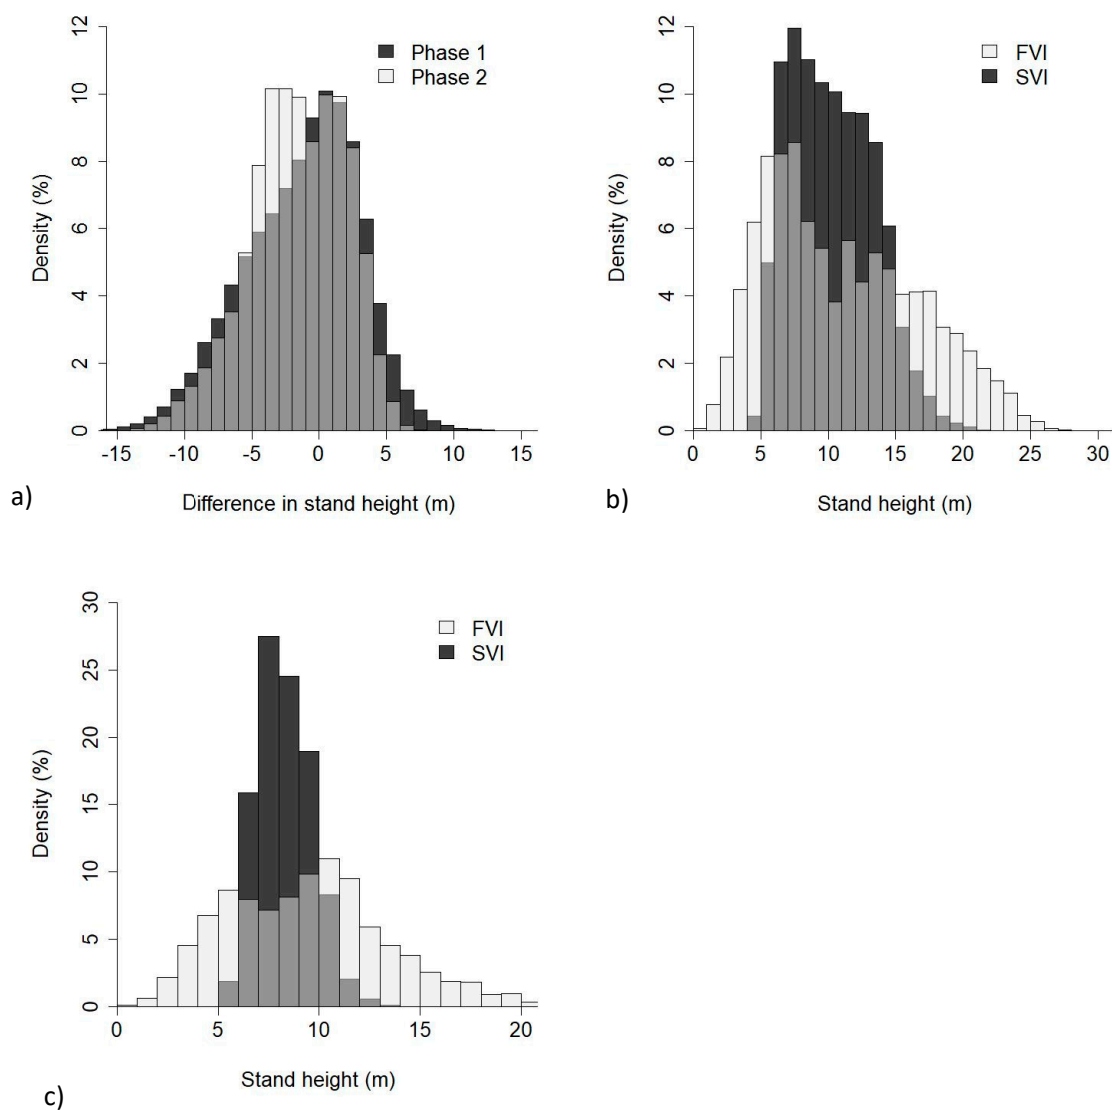 12
10
8
6
4
2
0
Density (%)
Phase 1
Phase 2
-15 -10 -5 0 5 10 15
Difference in stand height (m)
a)
12
10
8
6
4
2
0
Density (%)
FVI
SVI
0 5 10 15 20 25 30
Stand height (m)
b)
30
25
20
15
10
5
0
Density (%)
FVI
SVI
0 5 10 15 20
Stand height (m)
c)